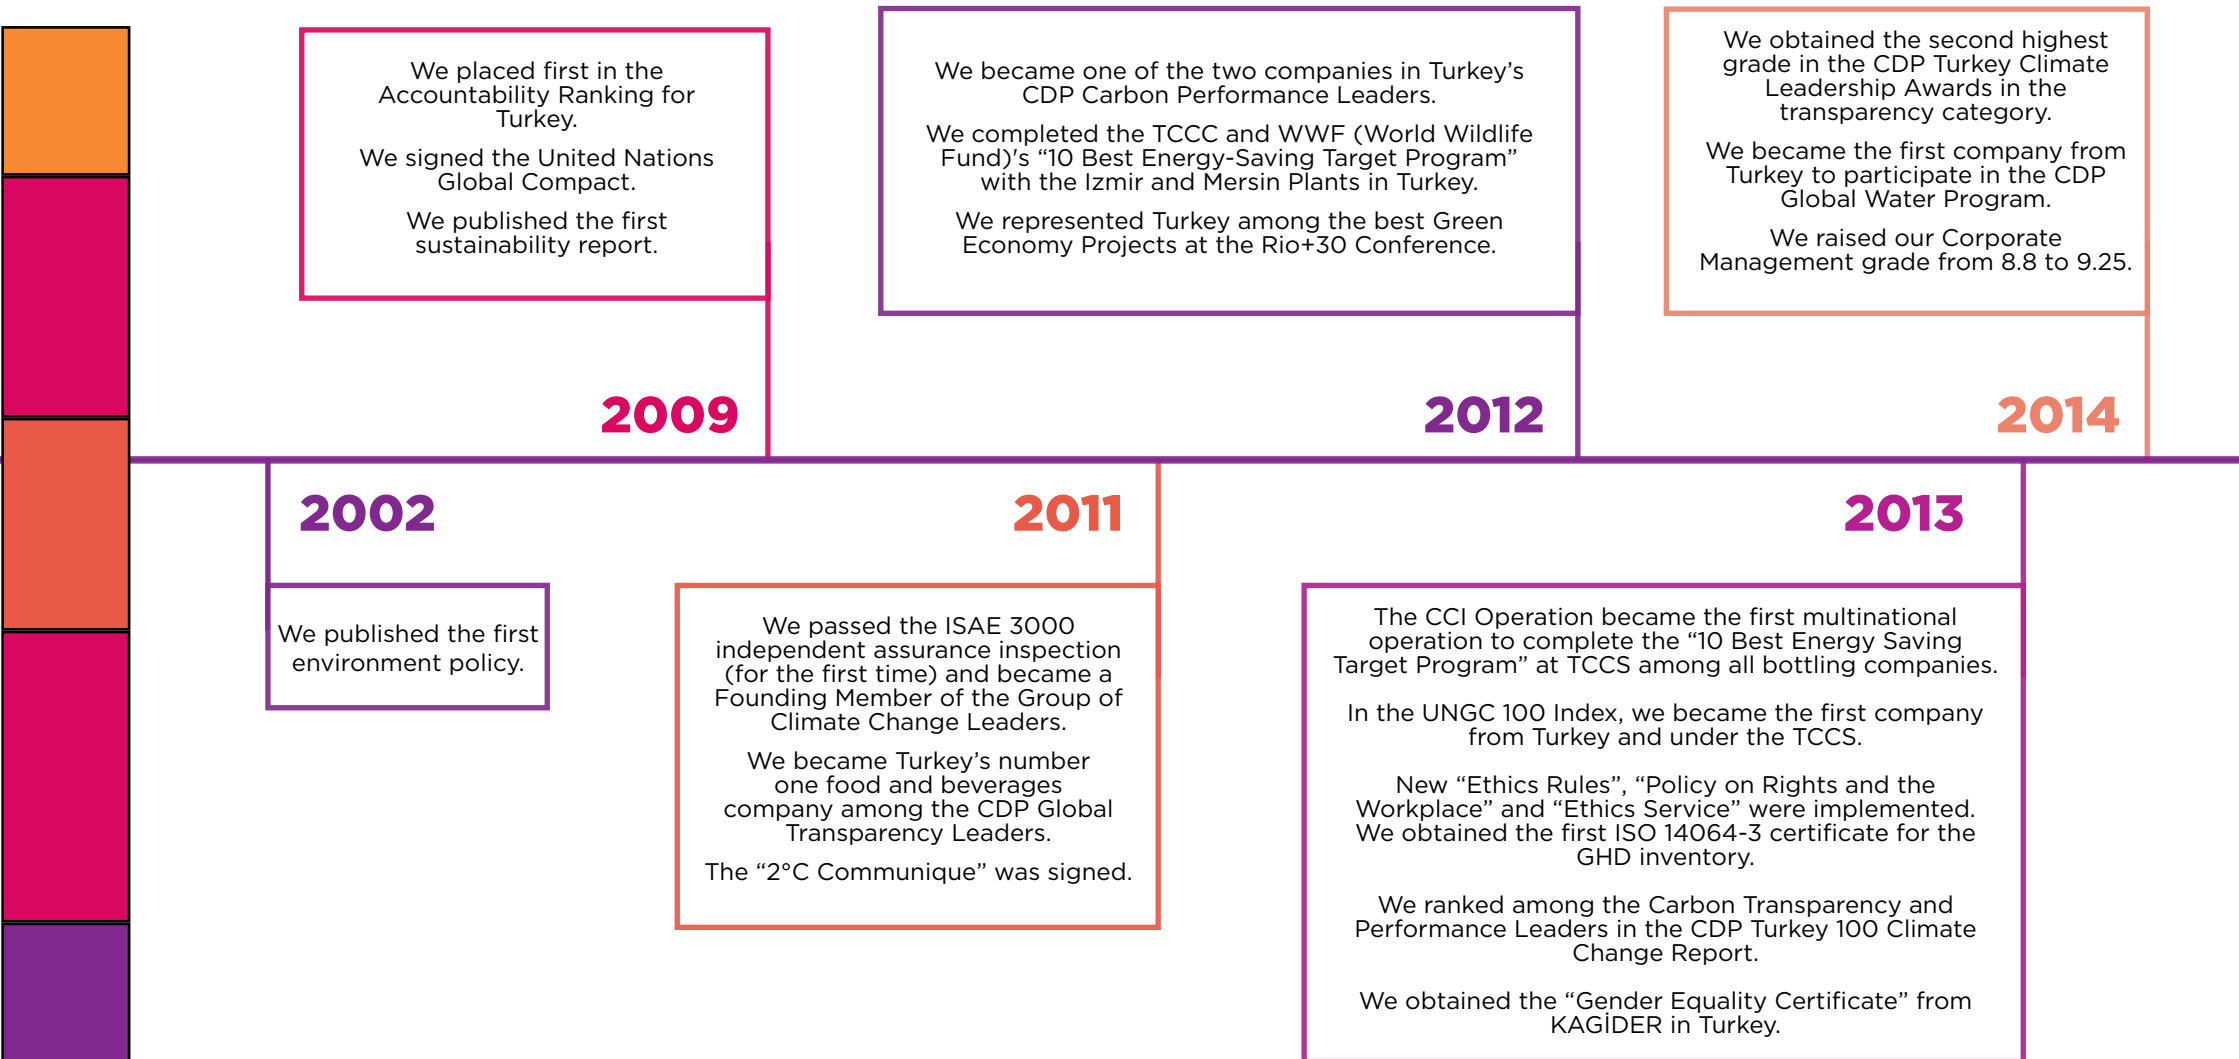 We placed first in the
Accountability Ranking for
Turkey.
We signed the United Nations
Global Compact.
We published the first
sustainability report.
2009
We became one of the two companies in Turkey’s
CDP Carbon Performance Leaders.
We completed the TCCC and WWF (World Wildlife
Fund)'s “10 Best Energy-Saving Target Program”
with the Izmir and Mersin Plants in Turkey.
We represented Turkey among the best Green
Economy Projects at the Rio+30 Conference.
2012
We obtained the second highest
grade in the CDP Turkey Climate
Leadership Awards in the
transparency category.
We became the first company from
Turkey to participate in the CDP
Global Water Program.
We raised our Corporate
Management grade from 8.8 to 9.25.
2014
2002
We published the first
environment policy.
2011
We passed the ISAE 3000
independent assurance inspection
(for the first time) and became a
Founding Member of the Group of
Climate Change Leaders.
We became Turkey’s number
one food and beverages
company among the CDP Global
Transparency Leaders.
The “2°C Communique” was signed.
2013
The CCI Operation became the first multinational
operation to complete the “10 Best Energy Saving
Target Program” at TCCS among all bottling companies.
In the UNGC 100 Index, we became the first company
from Turkey and under the TCCS.
New “Ethics Rules”, “Policy on Rights and the
Workplace” and “Ethics Service” were implemented.
We obtained the first ISO 14064-3 certificate for the
GHD inventory.
We ranked among the Carbon Transparency and
Performance Leaders in the CDP Turkey 100 Climate
Change Report.
We obtained the “Gender Equality Certificate” from
KAGİDER in Turkey.